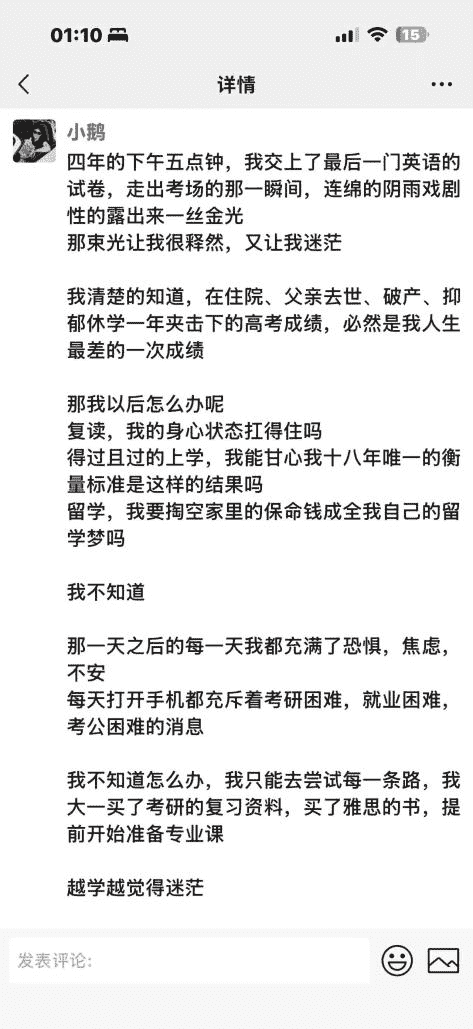 01:10
15
详情
小鹅
四年的下午五点钟，我交上了最后一门英语的
试卷，走出考场的那一瞬间，连绵的阴雨戏剧
性的露出来一丝金光
那束光让我很释然，又让我迷茫
我清楚的知道，在住院、父亲去世、破产、抑
郁休学一年夹击下的高考成绩，必然是我人生
最差的一次成绩
那我以后怎么办呢
复读，我的身心状态扛得住吗
得过且过的上学，我能甘心我十八年唯一的衡
量标准是这样的结果吗
留学，我要掏空家里的保命钱成全我自己的留
学梦吗
我不知道
那一天之后的每一天我都充满了恐惧，焦虑，
不安
每天打开手机都充斥着考研困难，就业困难，
考公困难的消息
我不知道怎么办，我只能去尝试每一条路，我
大一买了考研的复习资料，买了雅思的书，提
前开始准备专业课
越学越觉得迷茫
发表评论: